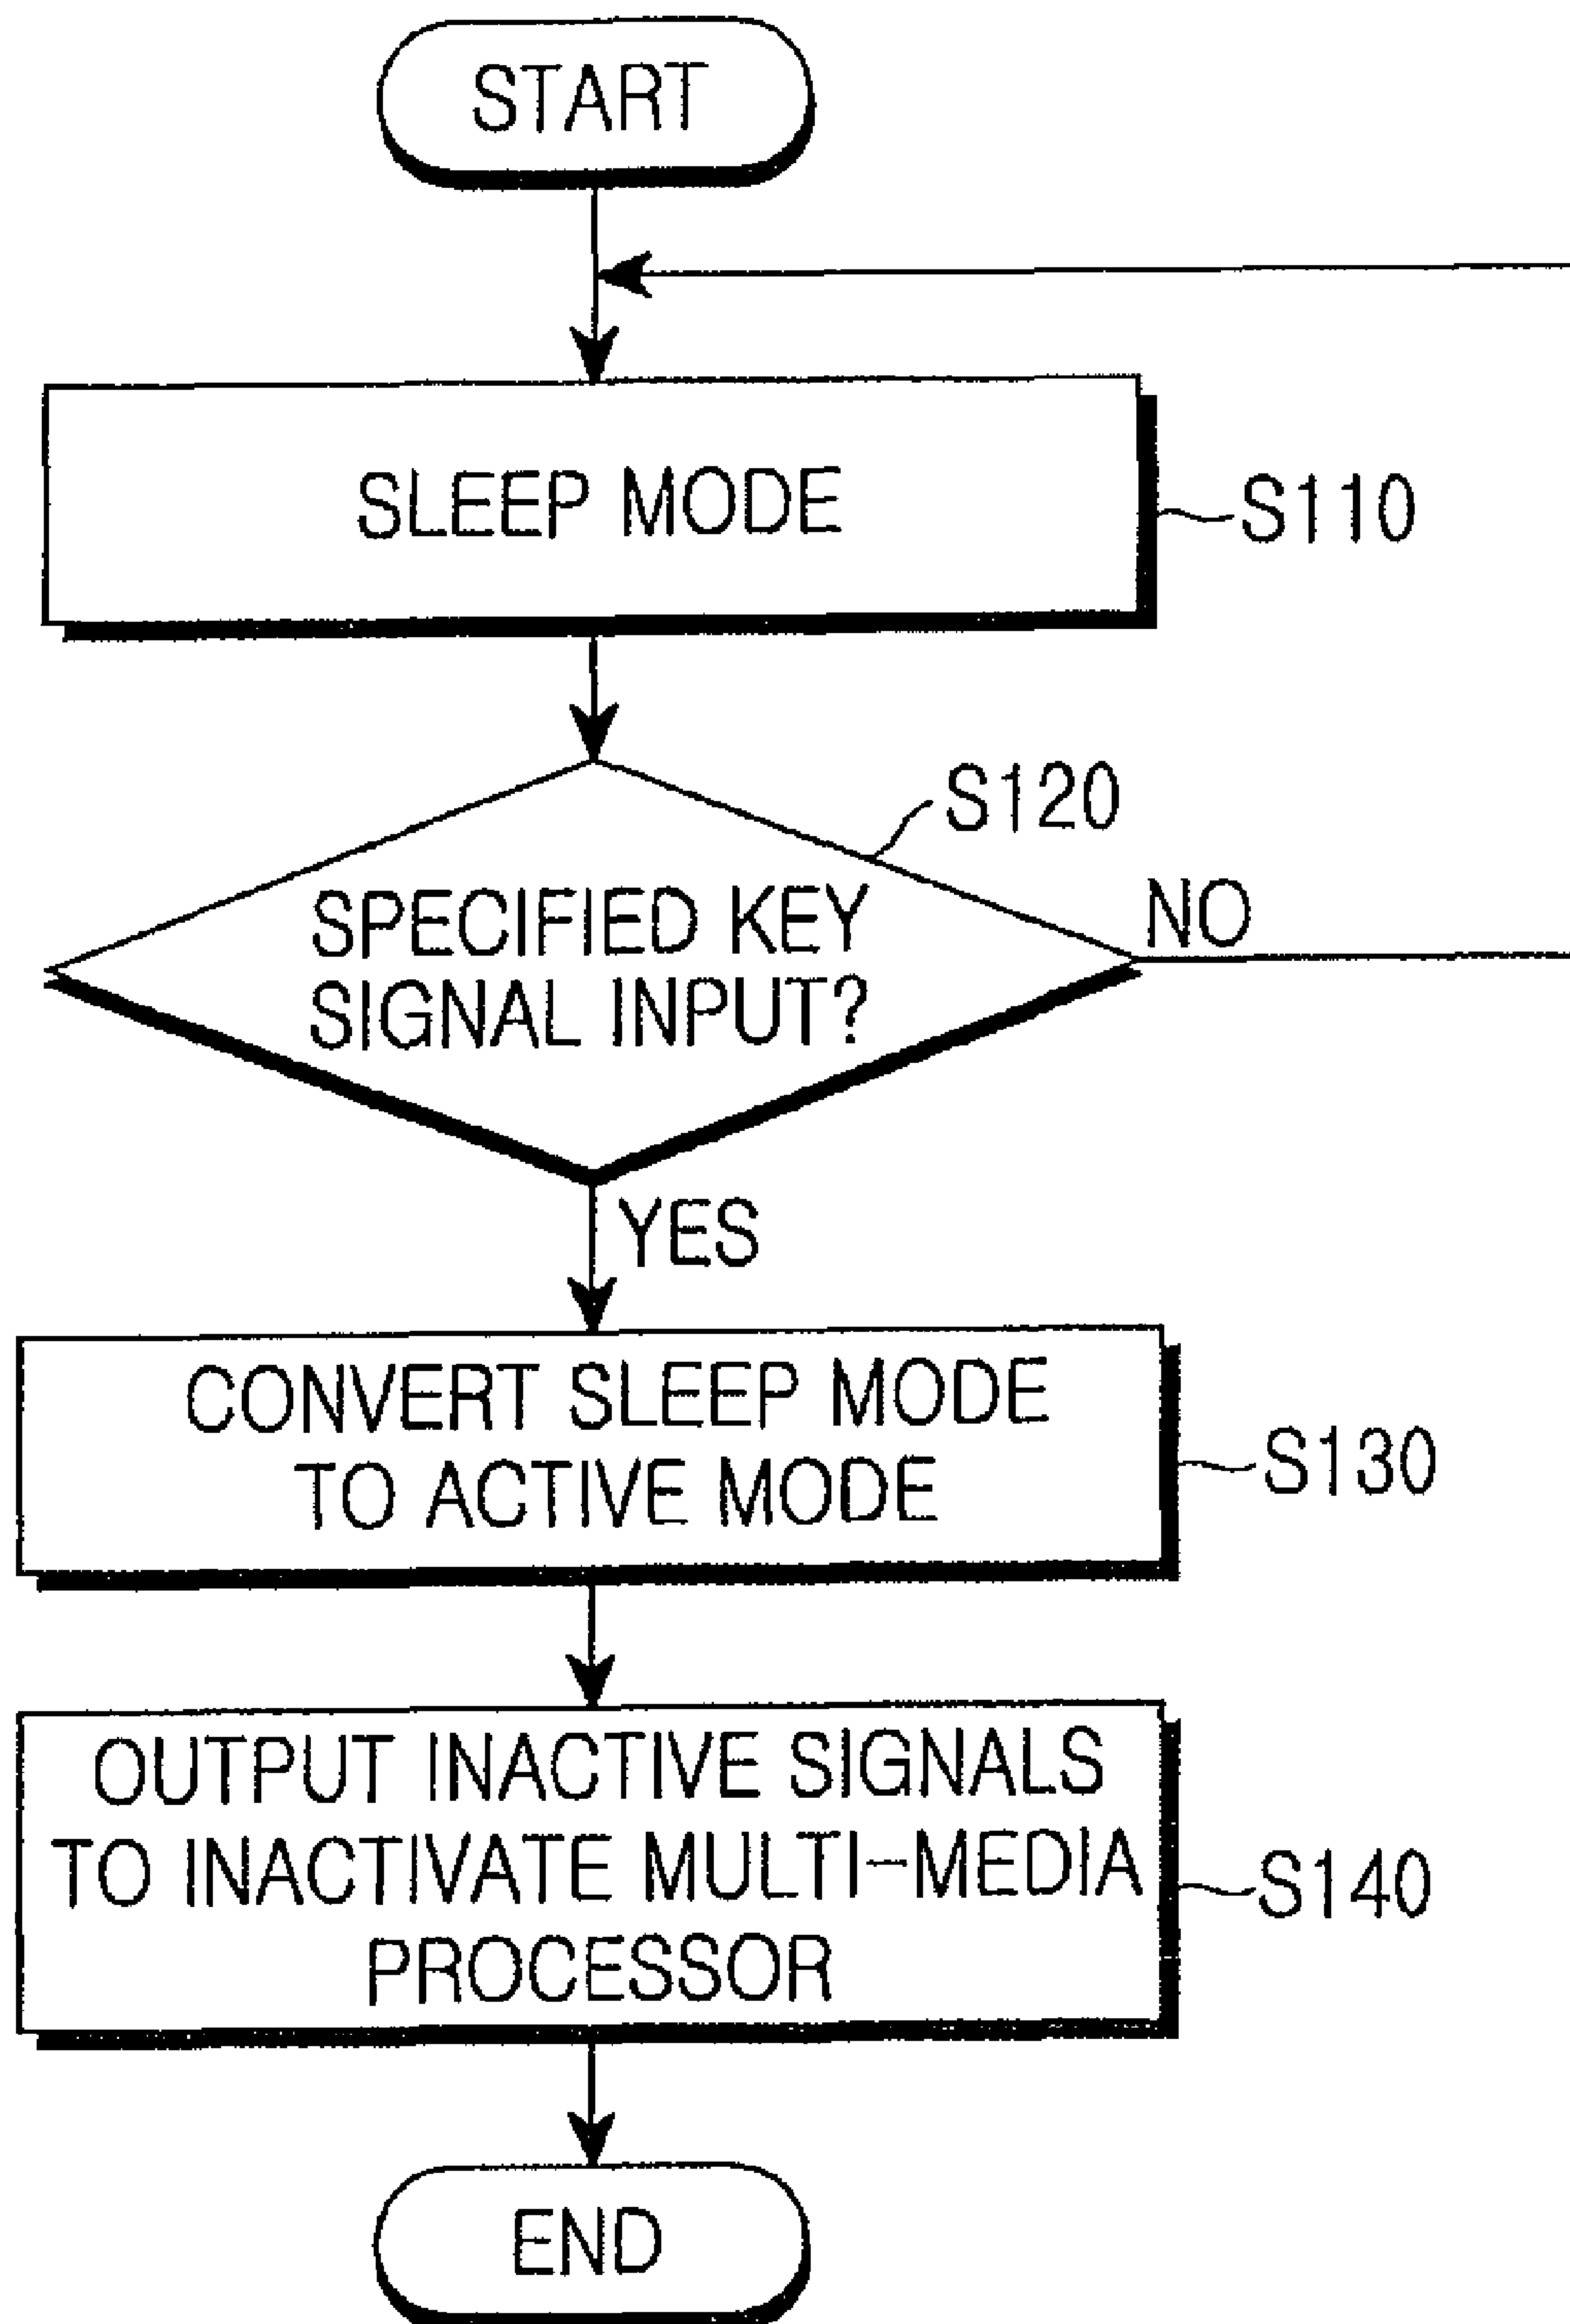 START
SLEEP MODE
S110
S120
SPECIFIED KEY
SIGNAL INPUT?
NO
YES
CONVERT SLEEP MODE
TO ACTIVE MODE
S130
OUTPUT INACTIVE SIGNALS
TO INACTIVATE MULTI-MEDIA
PROCESSOR
S140
END